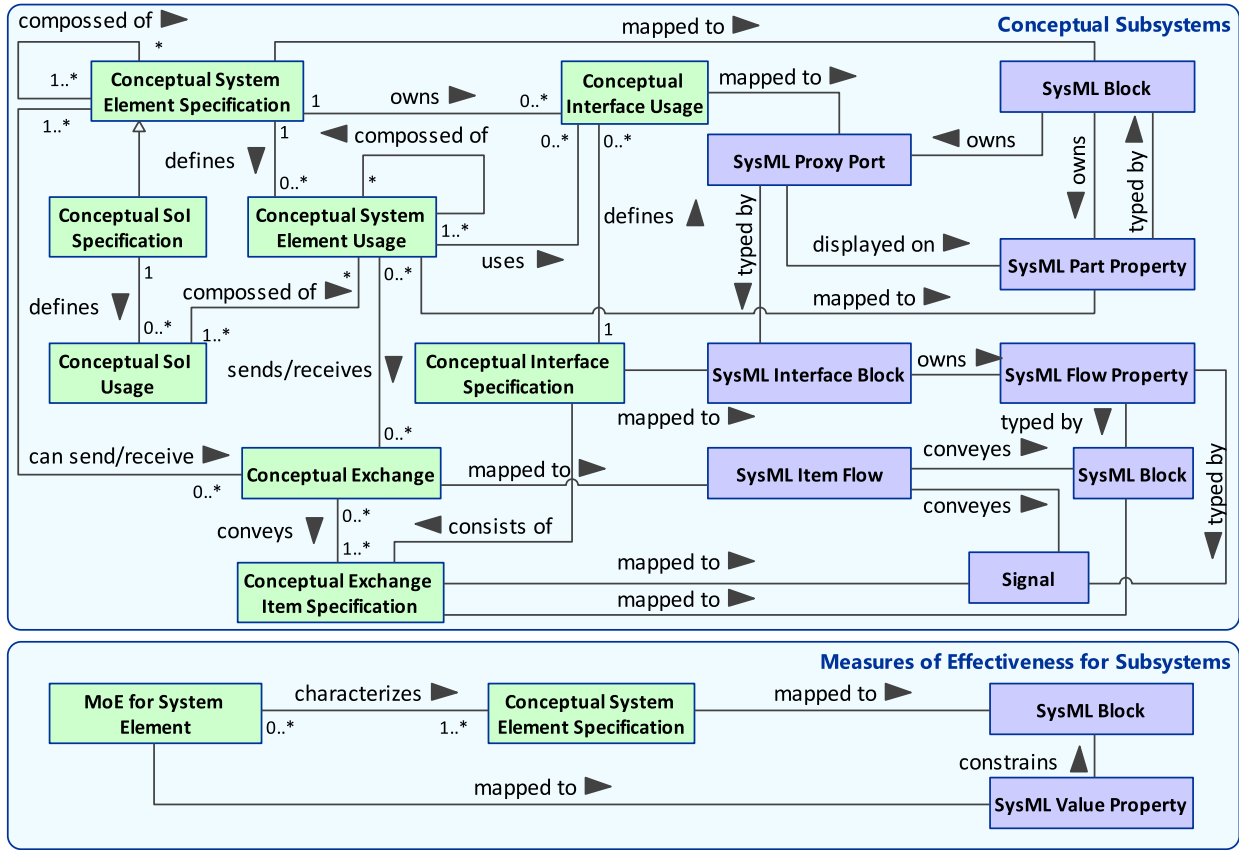 compossed of
mapped to
Conceptual Subsystems
*
1..*
Conceptual System
Element Specification
1..*
1
owns
0..*
Conceptual
Interface Usage
mapped to
SysML Block
1
defines
0..*
compossed of
*
0..*
0..*
SysML Proxy Port
owns
owns
typed by
Conceptual SoI
Specification
Conceptual System
Element Usage
1..*
uses
defines
typed by
displayed on
SysML Part Property
1
defines
0..*
compossed of
*
1..*
0..*
mapped to
1
Conceptual SoI
Usage
sends/receives
0..*
Conceptual Interface
Specification
mapped to
SysML Interface Block
owns
SysML Flow Property
typed by
typed by
can send/receive
0..*
Conceptual Exchange
mapped to
SysML Item Flow
conveyes
conveyes
SysML Block
conveys
0..*
1..*
consists of
Conceptual Exchange
Item Specification
mapped to
mapped to
Signal
Measures of Effectiveness for Subsystems
MoE for System
Element
characterizes
0..*
1..*
Conceptual System
Element Specification
mapped to
SysML Block
constrains
mapped to
SysML Value Property